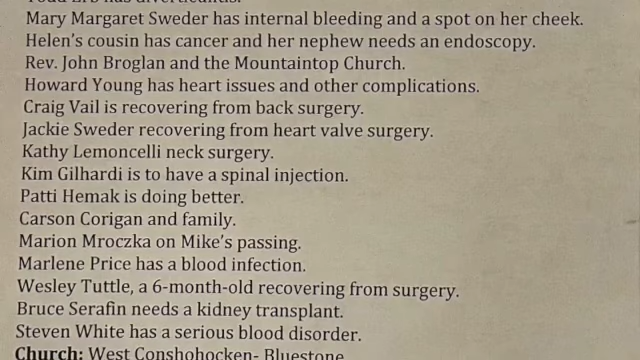 Todd Erb has diverticulitis.
Mary Margaret Sweder has internal bleeding and a spot on her cheek.
Helen's cousin has cancer and her nephew needs an endoscopy.
Rev. John Broglan and the Mountaintop Church.
Howard Young has heart issues and other complications.
Craig Vail is recovering from back surgery.
Jackie Sweder recovering from heart valve surgery.
Kathy Lemoncelli neck surgery.
Kim Gilhardi is to have a spinal injection.
Patti Hemak is doing better.
Carson Corigan and family.
Marion Mroczka on Mike's passing.
Marlene Price has a blood infection.
Wesley Tuttle, a 6-month-old recovering from surgery.
Bruce Serafin needs a kidney transplant.
Steven White has a serious blood disorder.
Church: West Conshohocken- Bluestone